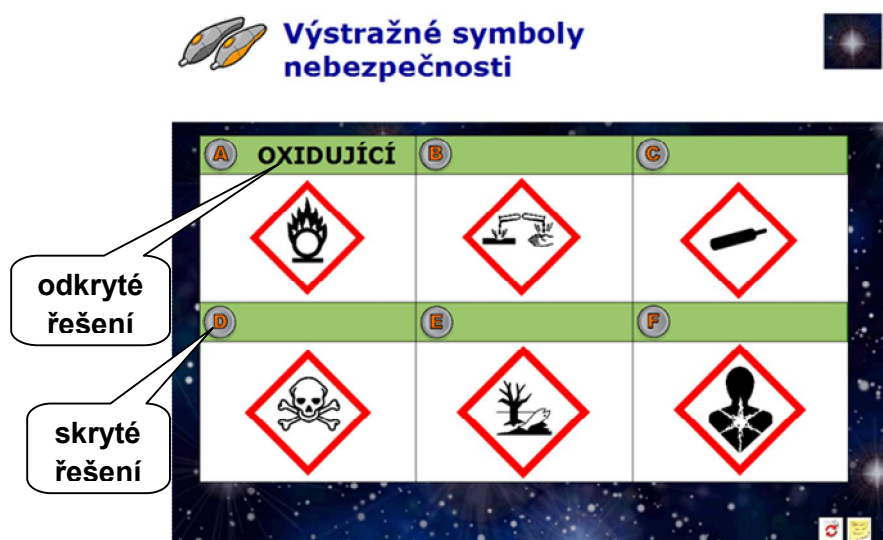 Výstražné symboly
nebezpečnosti
A OXIDUJÍCÍ B C
odkryté
řešení
D E F
skryté
řešení